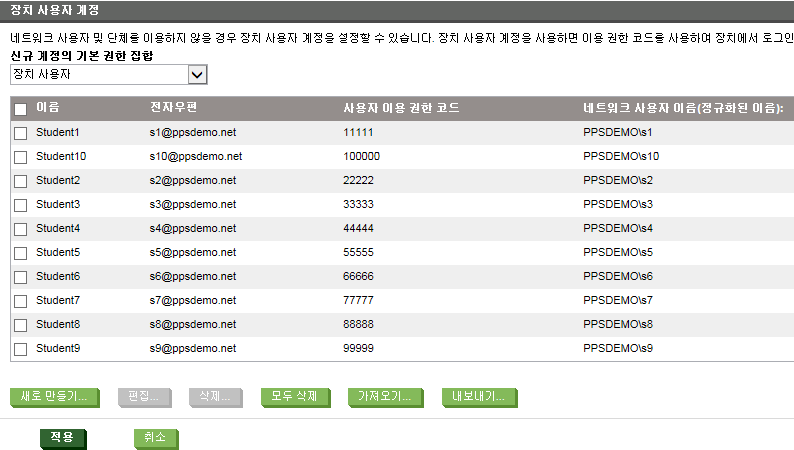 장치 사용자 계정
네트워크 사용자 및 단체를 이용하지 않을 경우 장치 사용자 계정을 설정할 수 있습니다. 장치 사용자 계정을 사용하면 이용 권한 코드를 사용하여 장치에서 로그인
신규 계정의 기본 권한 집합
장치 사용자
이름 전자우편 사용자 이용 권한 코드 네트워크 사용자 이름(정규화된 이름):
Student1 s1@ppsdemo.net 11111 PPSDEMO\s1
Student10 s10@ppsdemo.net 100000 PPSDEMO\s10
Student2 s2@ppsdemo.net 22222 PPSDEMO\s2
Student3 s3@ppsdemo.net 33333 PPSDEMO\s3
Student4 s4@ppsdemo.net 44444 PPSDEMO\s4
Student5 s5@ppsdemo.net 55555 PPSDEMO\s5
Student6 s6@ppsdemo.net 66666 PPSDEMO\s6
Student7 s7@ppsdemo.net 77777 PPSDEMO\s7
Student8 s8@ppsdemo.net 88888 PPSDEMO\s8
Student9 s9@ppsdemo.net 99999 PPSDEMO\s9
새로 만들기... 편집... 삭제... 모두 삭제 가져오기... 내보내기...
적용 취소